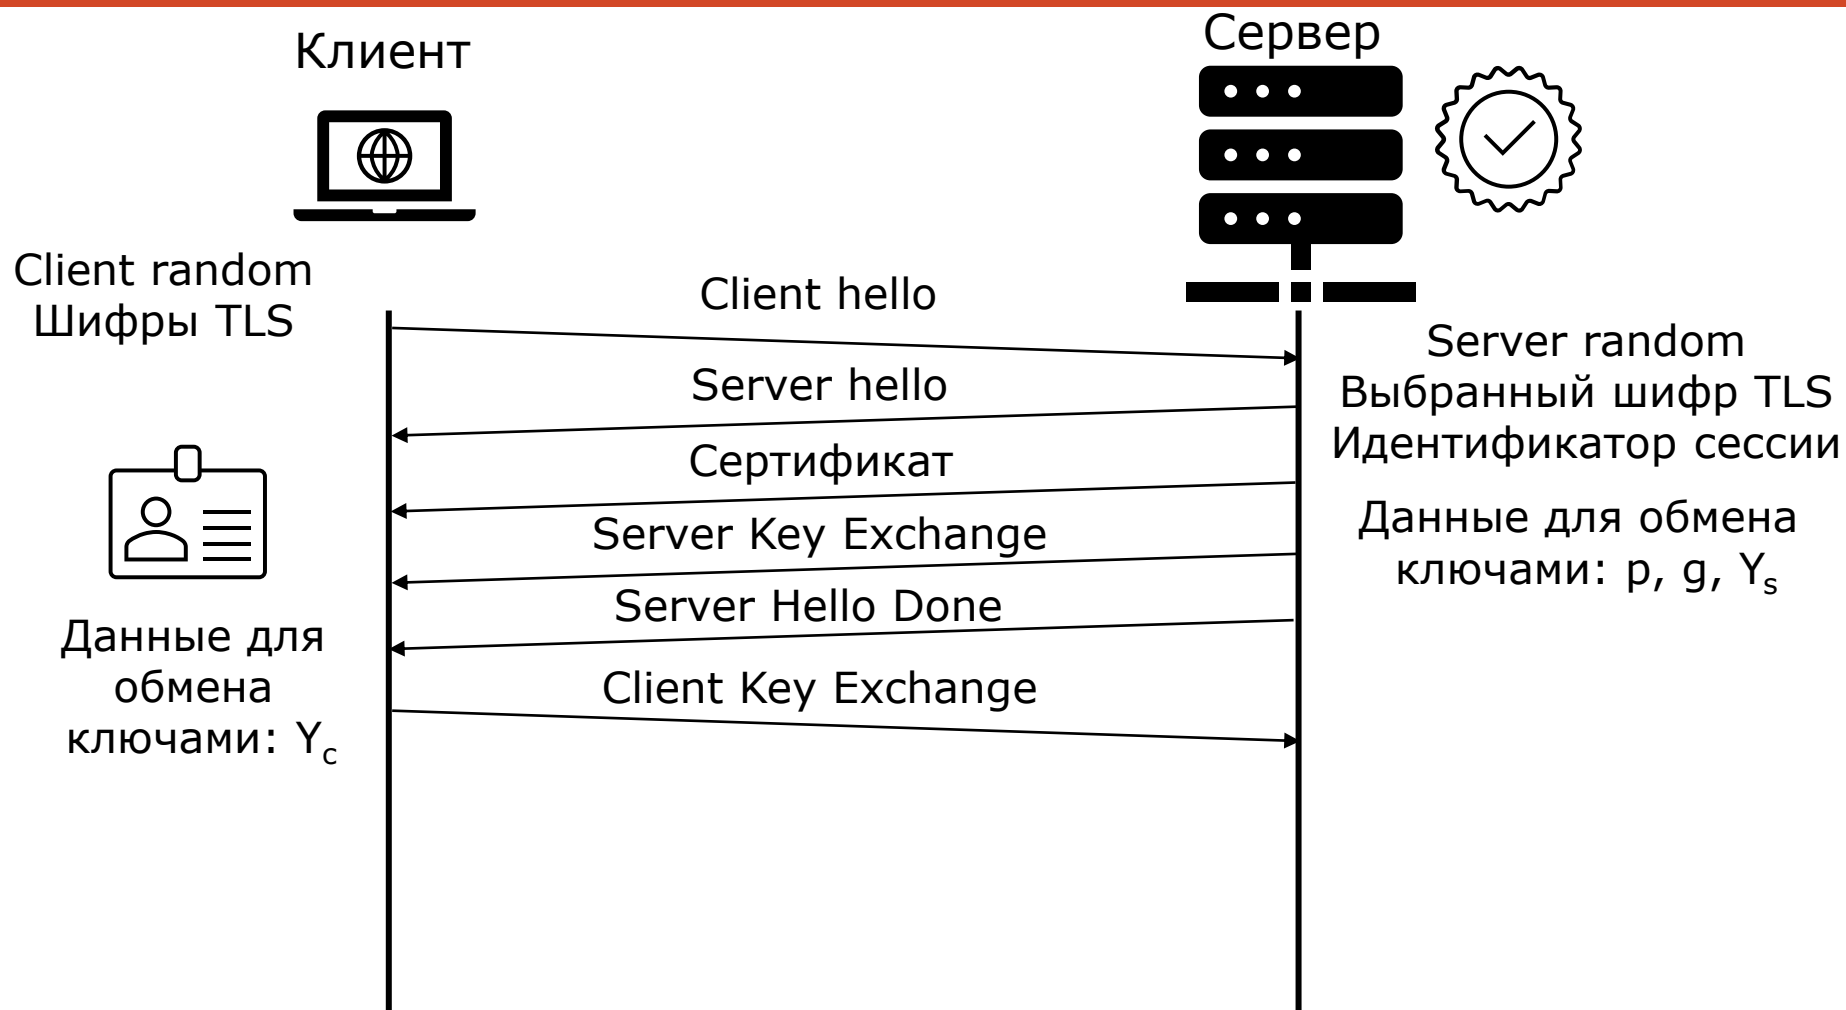 Клиент
Сервер
Client random
Шифры TLS
Client hello
Server random
Выбранный шифр TLS
Идентификатор сессии
Server hello
Сертификат
Server Key Exchange
Данные для обмена
ключами: p, g, Yₛ
Server Hello Done
Данные для
обмена
ключами: Y_c
Client Key Exchange